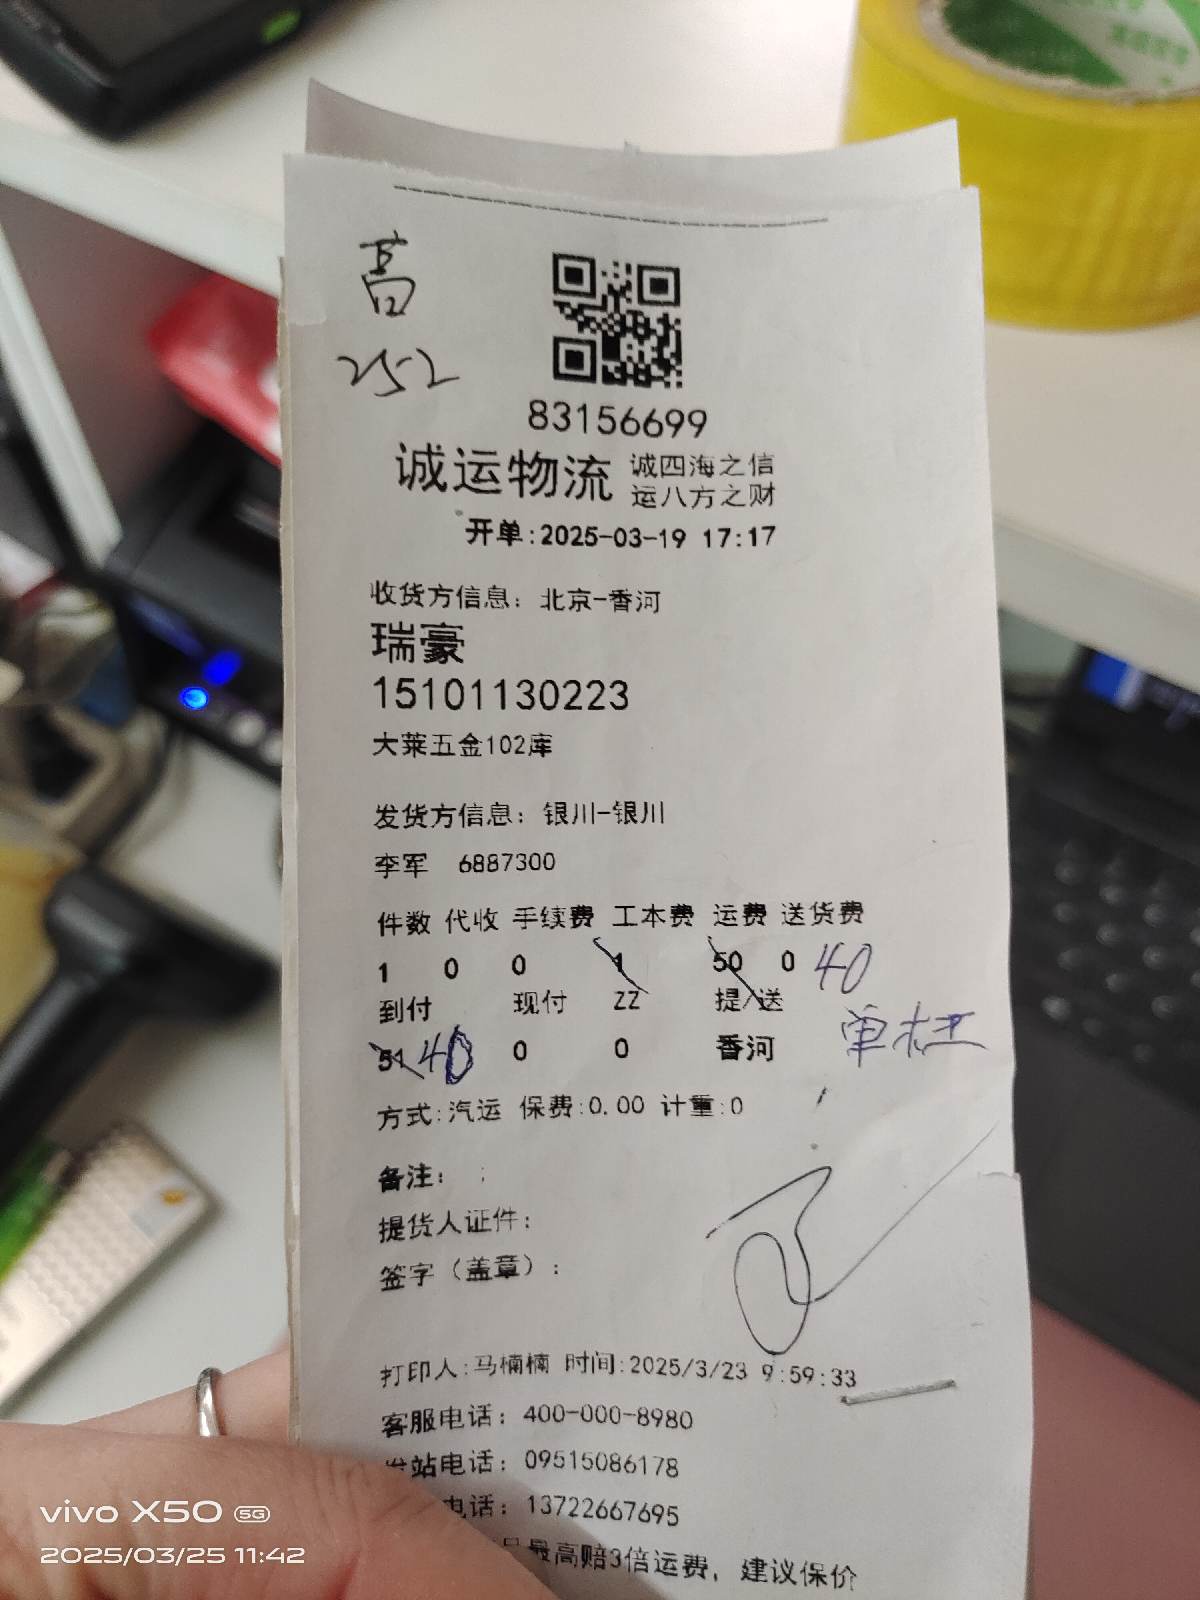 高
252
83156699
诚运物流 诚四海之信
运八方之财
开单:2025-03-19 17:17
收货方信息: 北京-香河
瑞豪
15101130223
大莱五金102库
发货方信息: 银川-银川
李军 6887300
件数 代收 手续费 工本费 运费 送货费
1 0 0 1 50 0 40
到付 现付 ZZ 提/送
51 40 0 0 香河
方式:汽运 保费:0.00 计重:0
备注:
提货人证件:
签字（盖章）:
打印人:马楠楠 时间:2025/3/23 9:59:33
客服电话: 400-000-8980
发站电话: 09515086178
电话: 13722667695
最高赔3倍运费, 建议保价
vivo X50 5G
2025/03/25 11:42